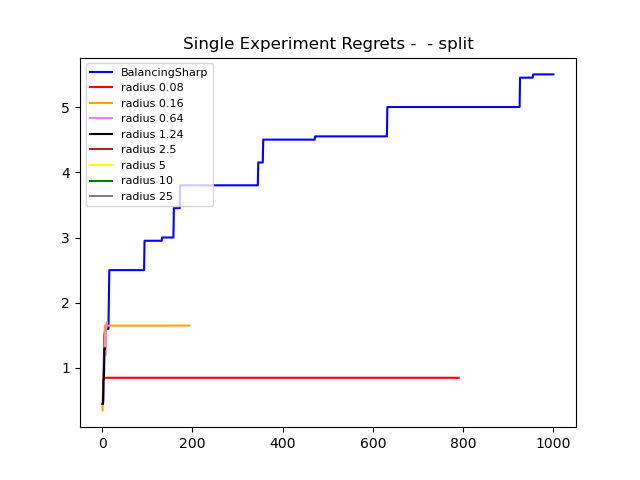 Single Experiment Regrets -  - split
BalancingSharp
radius 0.08
radius 0.16
radius 0.64
radius 1.24
radius 2.5
radius 5
radius 10
radius 25
5
4
3
2
1
0 200 400 600 800 1000